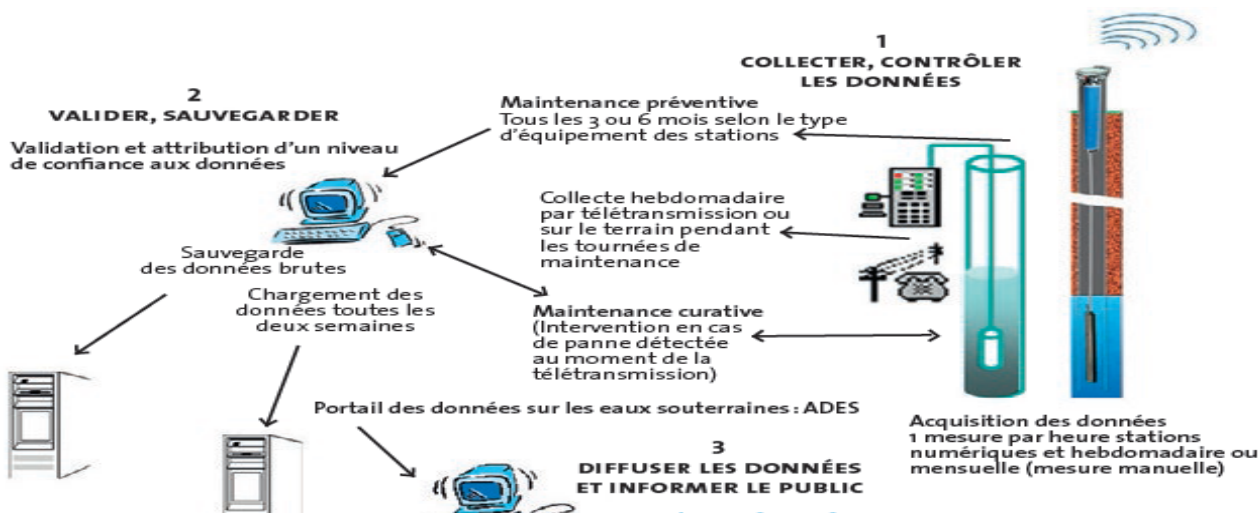 1
COLLECTER, CONTRÔLER
LES DONNÉES
Maintenance préventive
Tous les 3 ou 6 mois selon le type
d'équipement des stations
Collecte hebdomadaire
par télétransmission ou
sur le terrain pendant
les tournées de
maintenance
Maintenance curative
(Intervention en cas
de panne détectée
au moment de la
télétransmission)
Acquisition des données
1 mesure par heure stations
numériques et hebdomadaire ou
mensuelle (mesure manuelle)
2
VALIDER, SAUVEGARDER
Validation et attribution d'un niveau
de confiance aux données
Sauvegarde
des données brutes
Chargement des
données toutes les
deux semaines
Portail des données sur les eaux souterraines : ADES
3
DIFFUSER LES DONNÉES
ET INFORMER LE PUBLIC